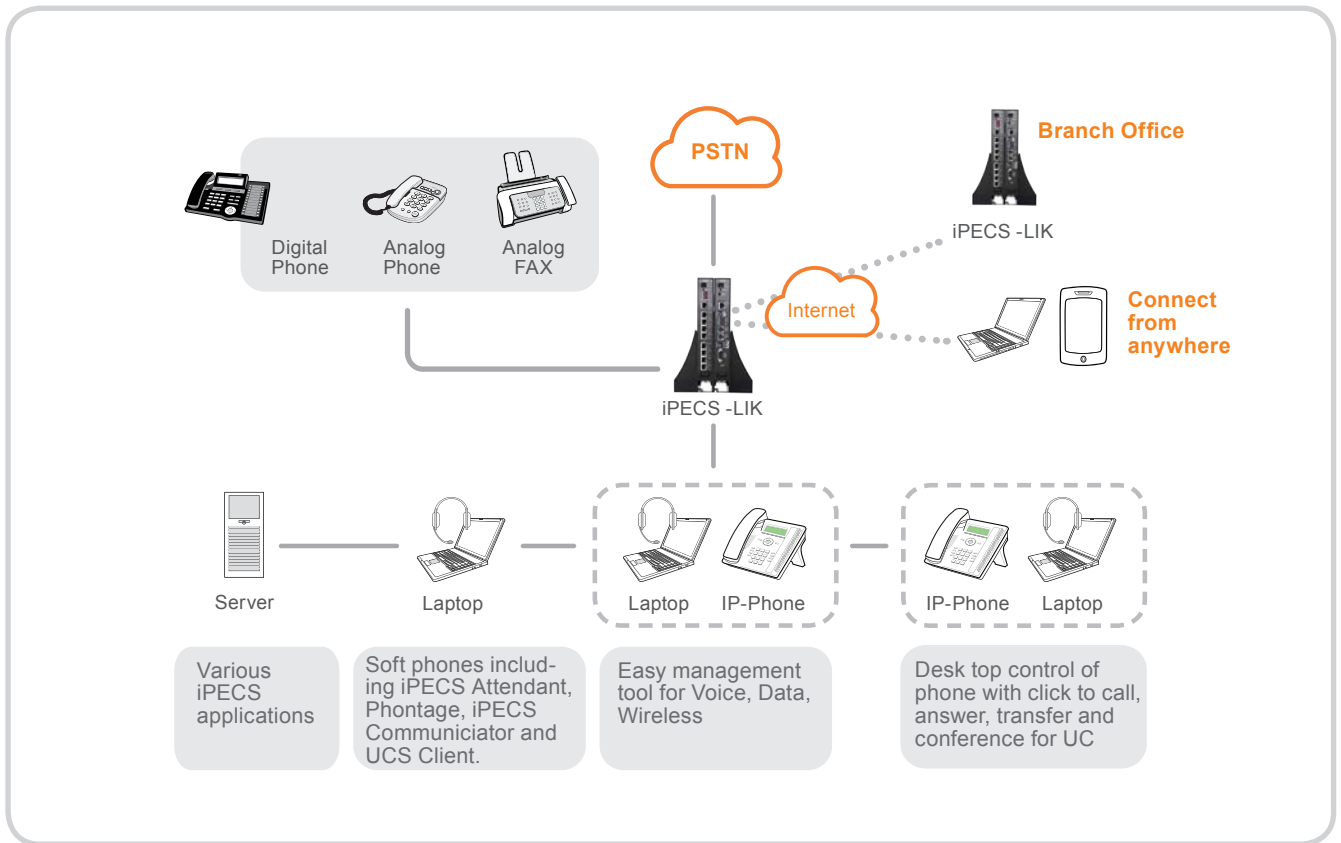 PSTN
Branch Office
iPECS -LIK
Digital
Phone
Analog
Phone
Analog
FAX
Internet
Connect
from
anywhere
iPECS -LIK
Server
Laptop
Laptop
IP-Phone
IP-Phone
Laptop
Various
iPECS
applications
Soft phones includ-
ing iPECS Attendant,
Phontage, iPECS
Communiciator and
UCS Client.
Easy management
tool for Voice, Data,
Wireless
Desk top control of
phone with click to call,
answer, transfer and
conference for UC